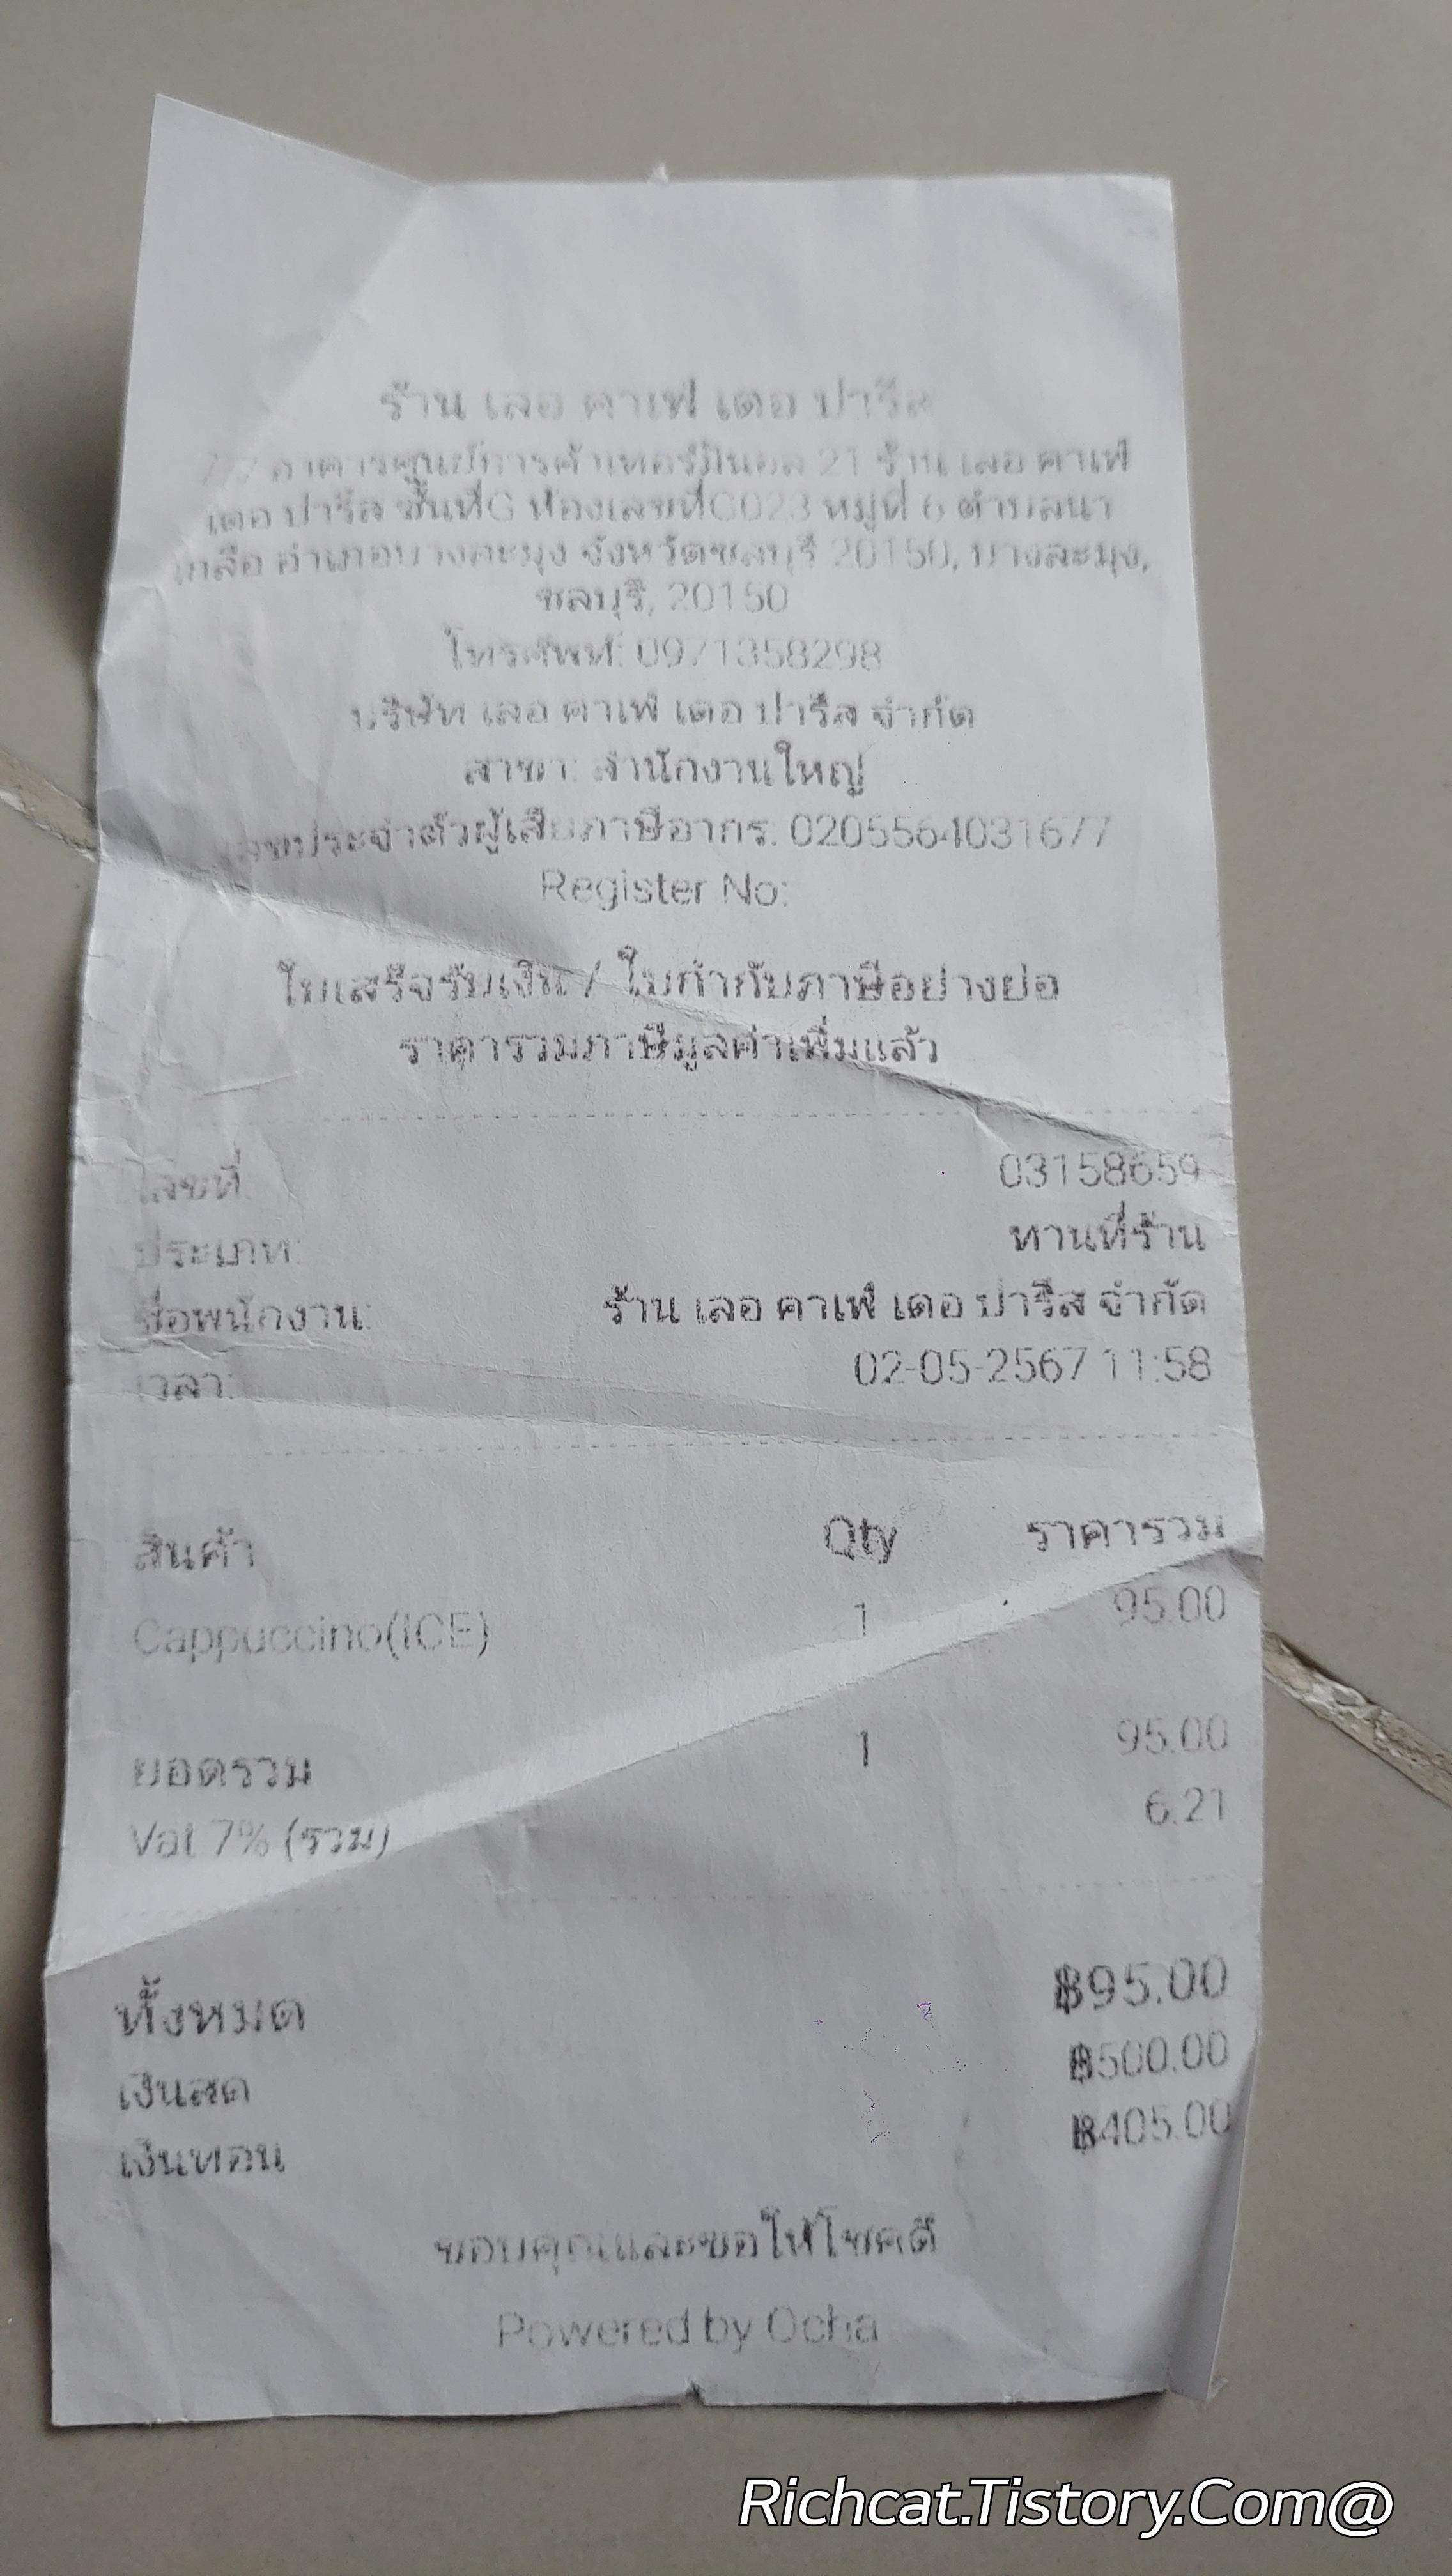 ร้าน เลอ คาเฟ่ เดอ ปารีส
อาคารศูนย์การค้าเทอร์มินอล 21 ร้าน เลอ คาเฟ่
เดอ ปารีส ชั้นที่G ห้องเลขที่G023 หมู่ที่ 6 ตำบลนา
เกลือ อำเภอบางละมุง จังหวัดชลบุรี 20150, บางละมุง,
ชลบุรี, 20150
โทรศัพท์: 0971358298
บริษัท เลอ คาเฟ่ เดอ ปารีส จำกัด
สาขา: สำนักงานใหญ่
เลขประจำตัวผู้เสียภาษีอากร: 0205564031677
Register No:
ใบเสร็จรับเงิน / ใบกำกับภาษีอย่างย่อ
ราคารวมภาษีมูลค่าเพิ่มแล้ว
เลขที่ 03158659
ประเภท: ทานที่ร้าน
ชื่อพนักงาน: ร้าน เลอ คาเฟ่ เดอ ปารีส จำกัด
เวลา: 02-05-2567 11:58
สินค้า Qty ราคารวม
Cappuccino(ICE) 1 95.00
ยอดรวม 1 95.00
Vat 7% (รวม) 6.21
ทั้งหมด ฿95.00
เงินสด ฿500.00
เงินทอน ฿405.00
ขอบคุณและขอให้โชคดี
Powered by Ocha
Richcat.Tistory.Com@